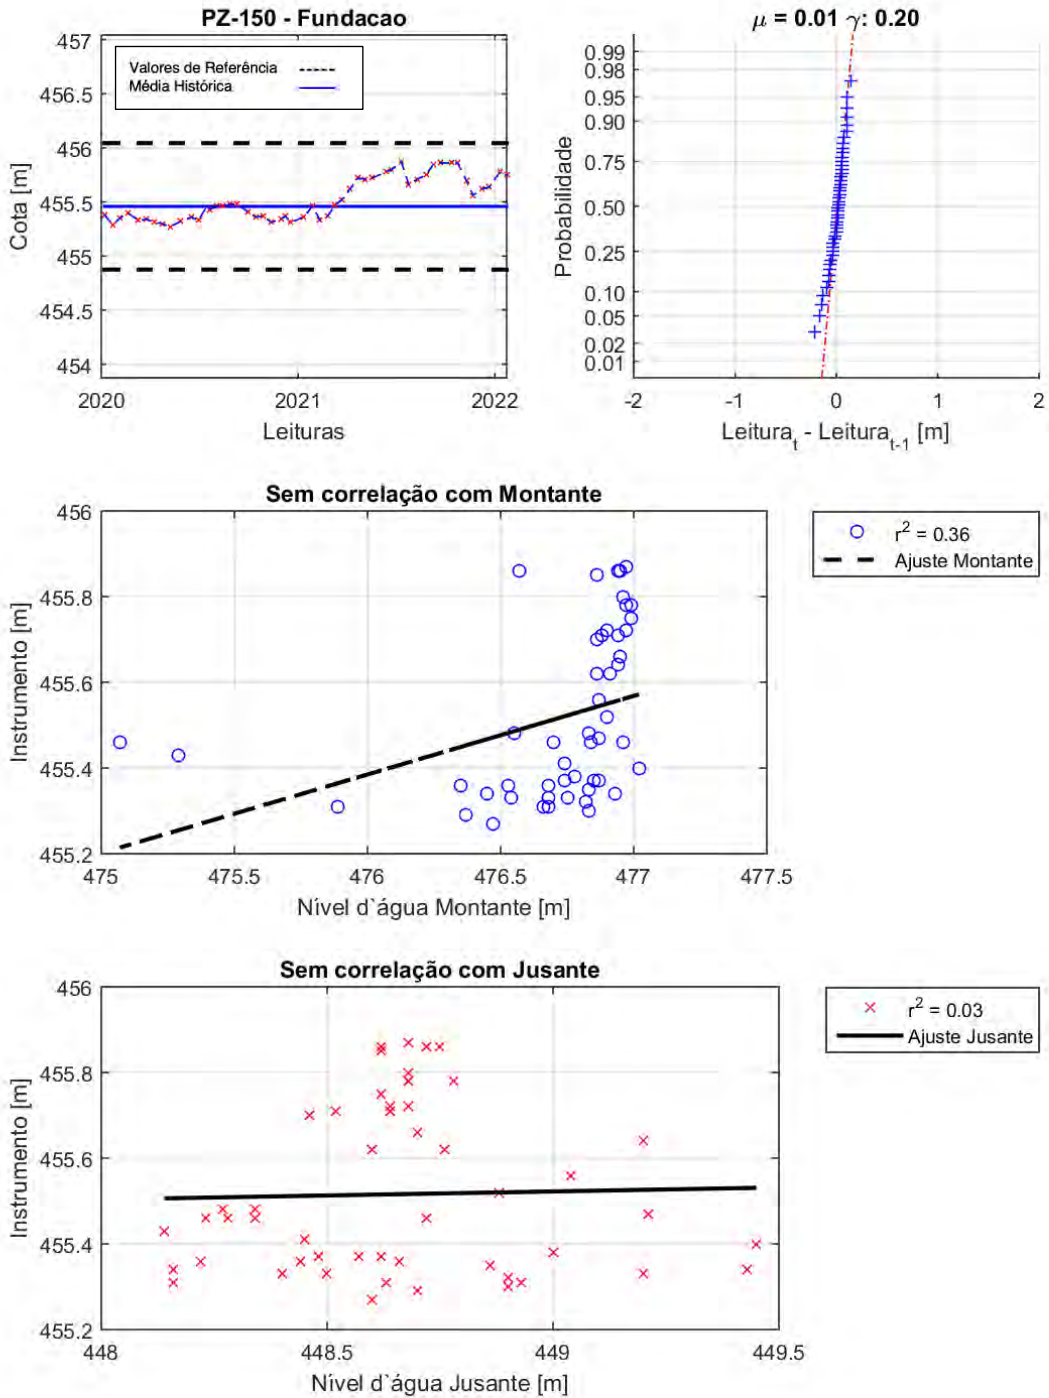 PZ-150 - Fundacao
457
456.5
456
455.5
455
454.5
454
Cota [m]
Valores de Referência
Média Histórica
2020
2021
2022
Leituras
μ = 0.01 γ: 0.20
0.99
0.98
0.95
0.90
0.75
0.50
0.25
0.10
0.05
0.02
0.01
Probabilidade
-2
-1
0
1
2
Leitura_t - Leitura_t-1 [m]
Sem correlação com Montante
456
455.8
455.6
455.4
455.2
Instrumento [m]
475
475.5
476
476.5
477
477.5
Nível d`água Montante [m]
r² = 0.36
Ajuste Montante
Sem correlação com Jusante
456
455.8
455.6
455.4
455.2
Instrumento [m]
448
448.5
449
449.5
Nível d`água Jusante [m]
r² = 0.03
Ajuste Jusante